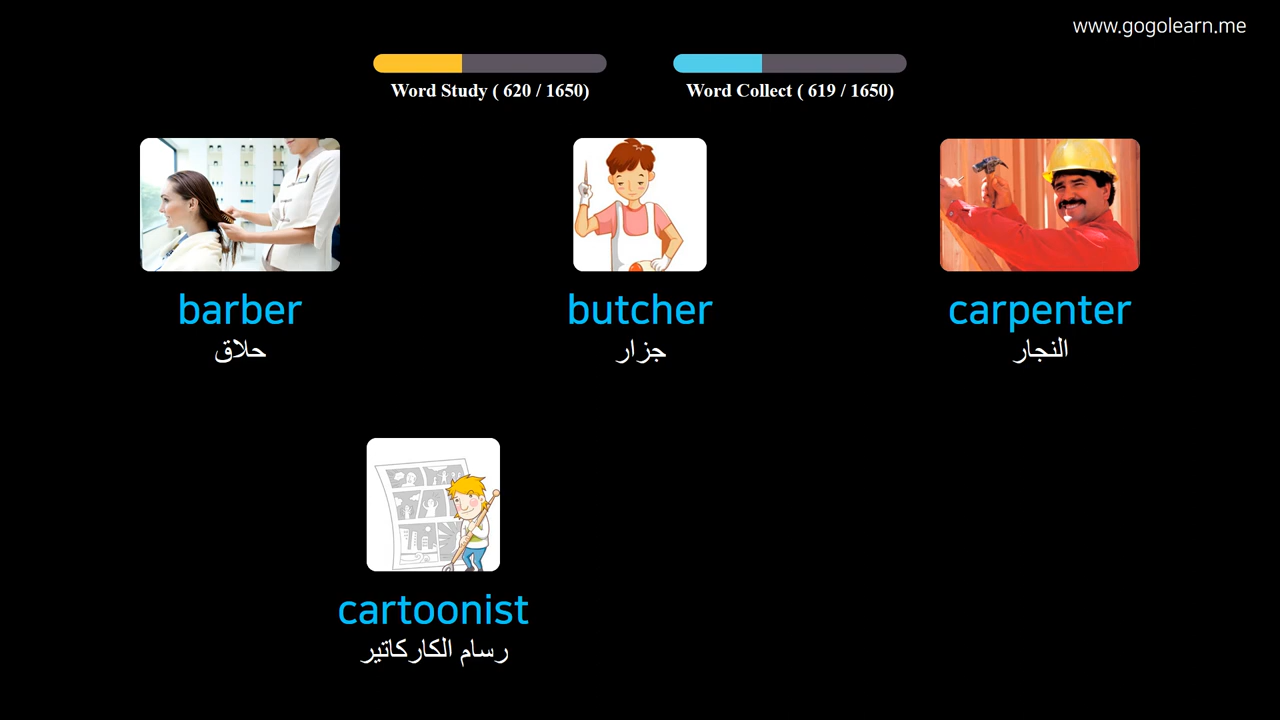 www.gogolearn.me
Word Study ( 620 / 1650)
Word Collect ( 619 / 1650)
barber
حلاق
butcher
جزار
carpenter
النجار
cartoonist
رسام الكاركاتير